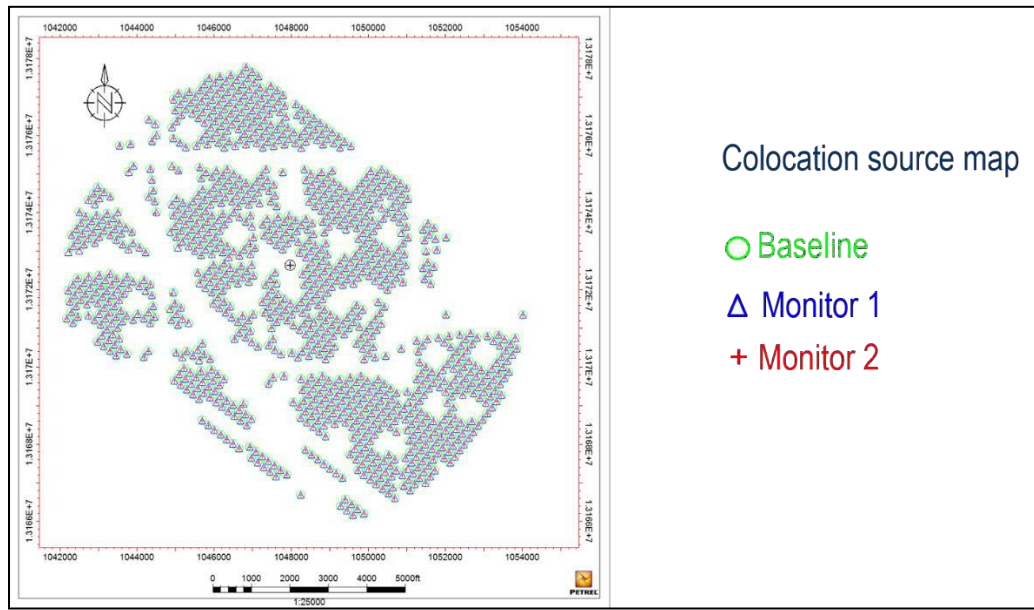 1042000 1044000 1046000 1048000 1050000 1052000 1054000
1.3178E+7 1.3178E+7
N
1.3176E+7 1.3176E+7
1.3174E+7 1.3174E+7
1.3172E+7 1.3172E+7
1.317E+7 1.317E+7
1.3168E+7 1.3168E+7
1.3166E+7 1.3166E+7
1042000 1044000 1046000 1048000 1050000 1052000 1054000
0 1000 2000 3000 4000 5000ft
1:25000
PETREL
Colocation source map
Baseline
Monitor 1
Monitor 2